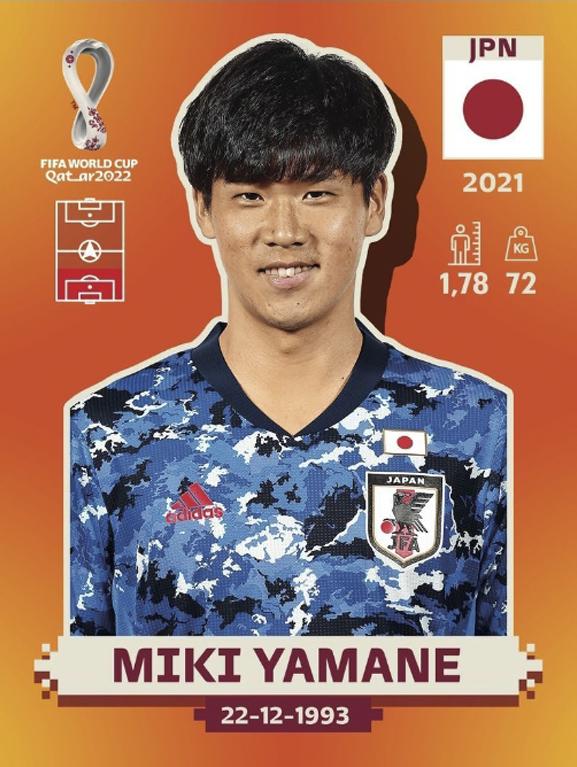 JPN
FIFA WORLD CUP
Qatar2022
2021
KG
1,78 72
JAPAN
JFA
adidas
MIKI YAMANE
22-12-1993